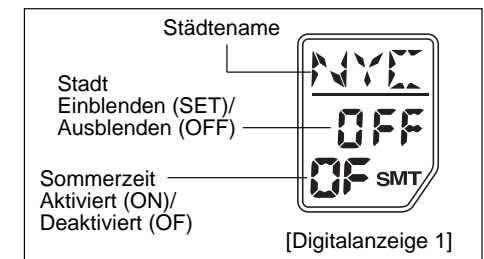 Städtename
NYC
Stadt
Einblenden (SET)/
Ausblenden (OFF)
OFF
Sommerzeit
Aktiviert (ON)/
Deaktiviert (OF)
OF SMT
[Digitalanzeige 1]